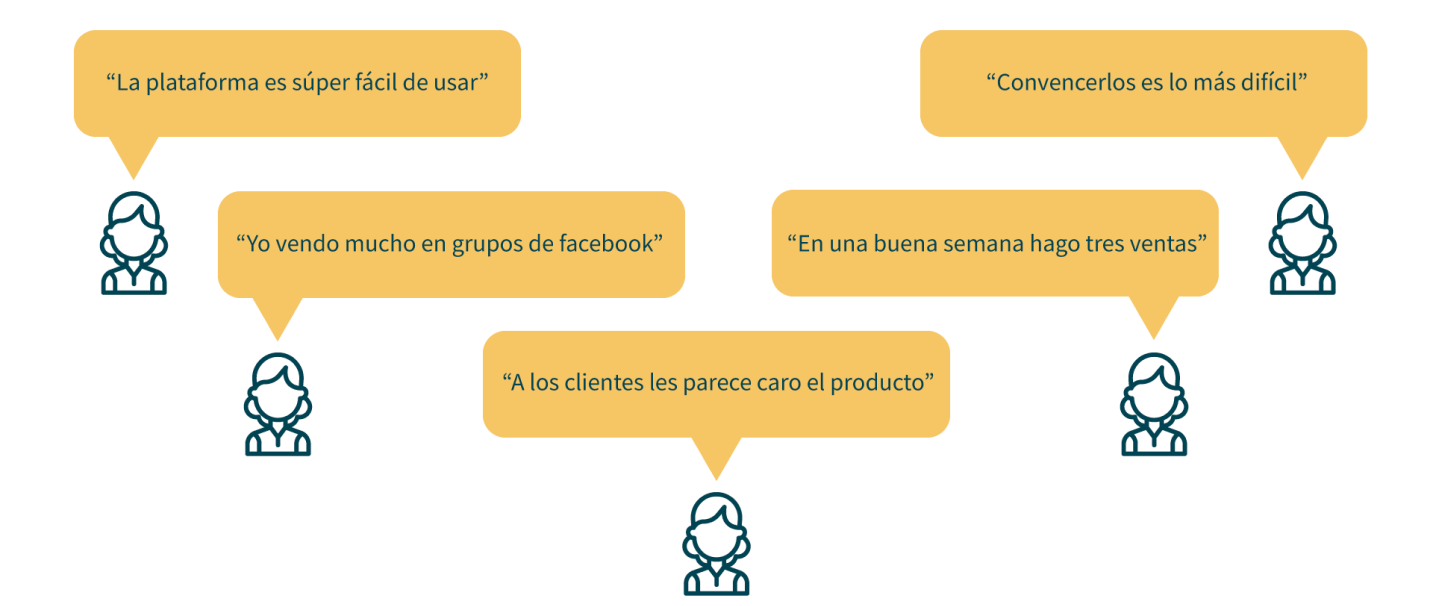 “La plataforma es súper fácil de usar”
“Convencerlos es lo más difícil”
“Yo vendo mucho en grupos de facebook”
“En una buena semana hago tres ventas”
“A los clientes les parece caro el producto”